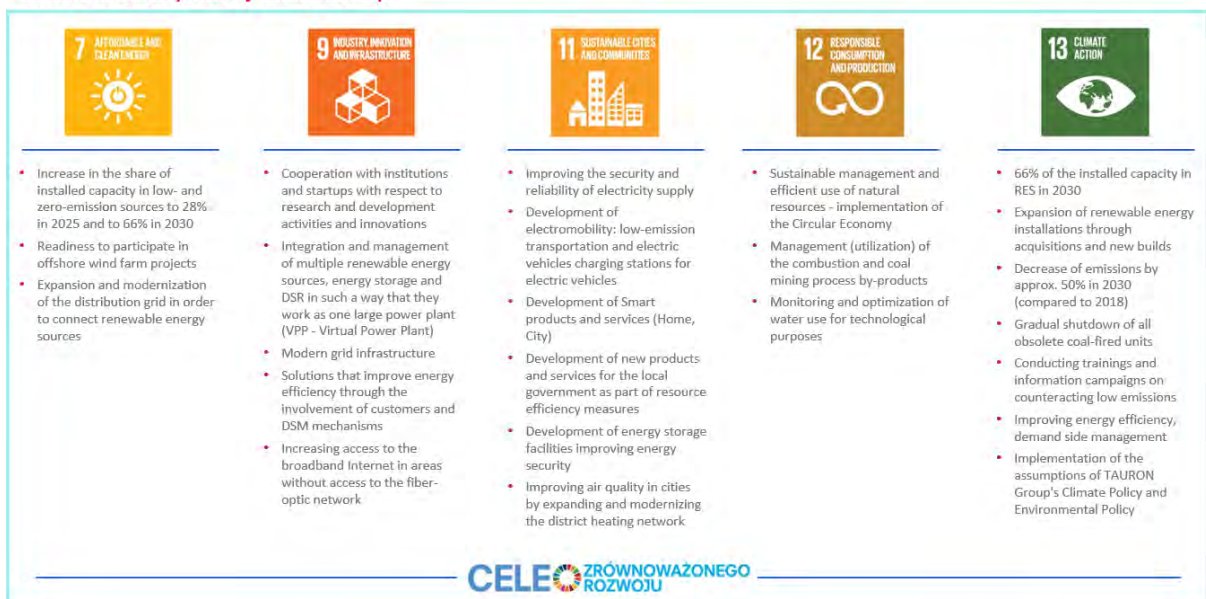 7 AFFORDABLE AND
CLEAN ENERGY
• Increase in the share of
installed capacity in low- and
zero-emission sources to 28%
in 2025 and to 66% in 2030
• Readiness to participate in
offshore wind farm projects
• Expansion and modernization
of the distribution grid in order
to connect renewable energy
sources
9 INDUSTRY, INNOVATION
AND INFRASTRUCTURE
• Cooperation with institutions
and startups with respect to
research and development
activities and innovations
• Integration and management
of multiple renewable energy
sources, energy storage and
DSR in such a way that they
work as one large power plant
(VPP - Virtual Power Plant)
• Modern grid infrastructure
• Solutions that improve energy
efficiency through the
involvement of customers and
DSM mechanisms
• Increasing access to the
broadband Internet in areas
without access to the fiber-
optic network
11 SUSTAINABLE CITIES
AND COMMUNITIES
• Improving the security and
reliability of electricity supply
• Development of
electromobility: low-emission
transportation and electric
vehicles charging stations for
electric vehicles
• Development of Smart
products and services (Home,
City)
• Development of new products
and services for the local
government as part of resource
efficiency measures
• Development of energy storage
facilities improving energy
security
• Improving air quality in cities
by expanding and modernizing
the district heating network
12 RESPONSIBLE
CONSUMPTION
AND PRODUCTION
• Sustainable management and
efficient use of natural
resources - implementation of
the Circular Economy
• Management (utilization) of
the combustion and coal
mining process by-products
• Monitoring and optimization of
water use for technological
purposes
13 CLIMATE
ACTION
• 66% of the installed capacity in
RES in 2030
• Expansion of renewable energy
installations through
acquisitions and new builds
• Decrease of emissions by
approx. 50% in 2030
(compared to 2018)
• Gradual shutdown of all
obsolete coal-fired units
• Conducting trainings and
information campaigns on
counteracting low emissions
• Improving energy efficiency,
demand side management
• Implementation of the
assumptions of TAURON
Group's Climate Policy and
Environmental Policy
CELE ZRÓWNOWAŻONEGO
ROZWOJU